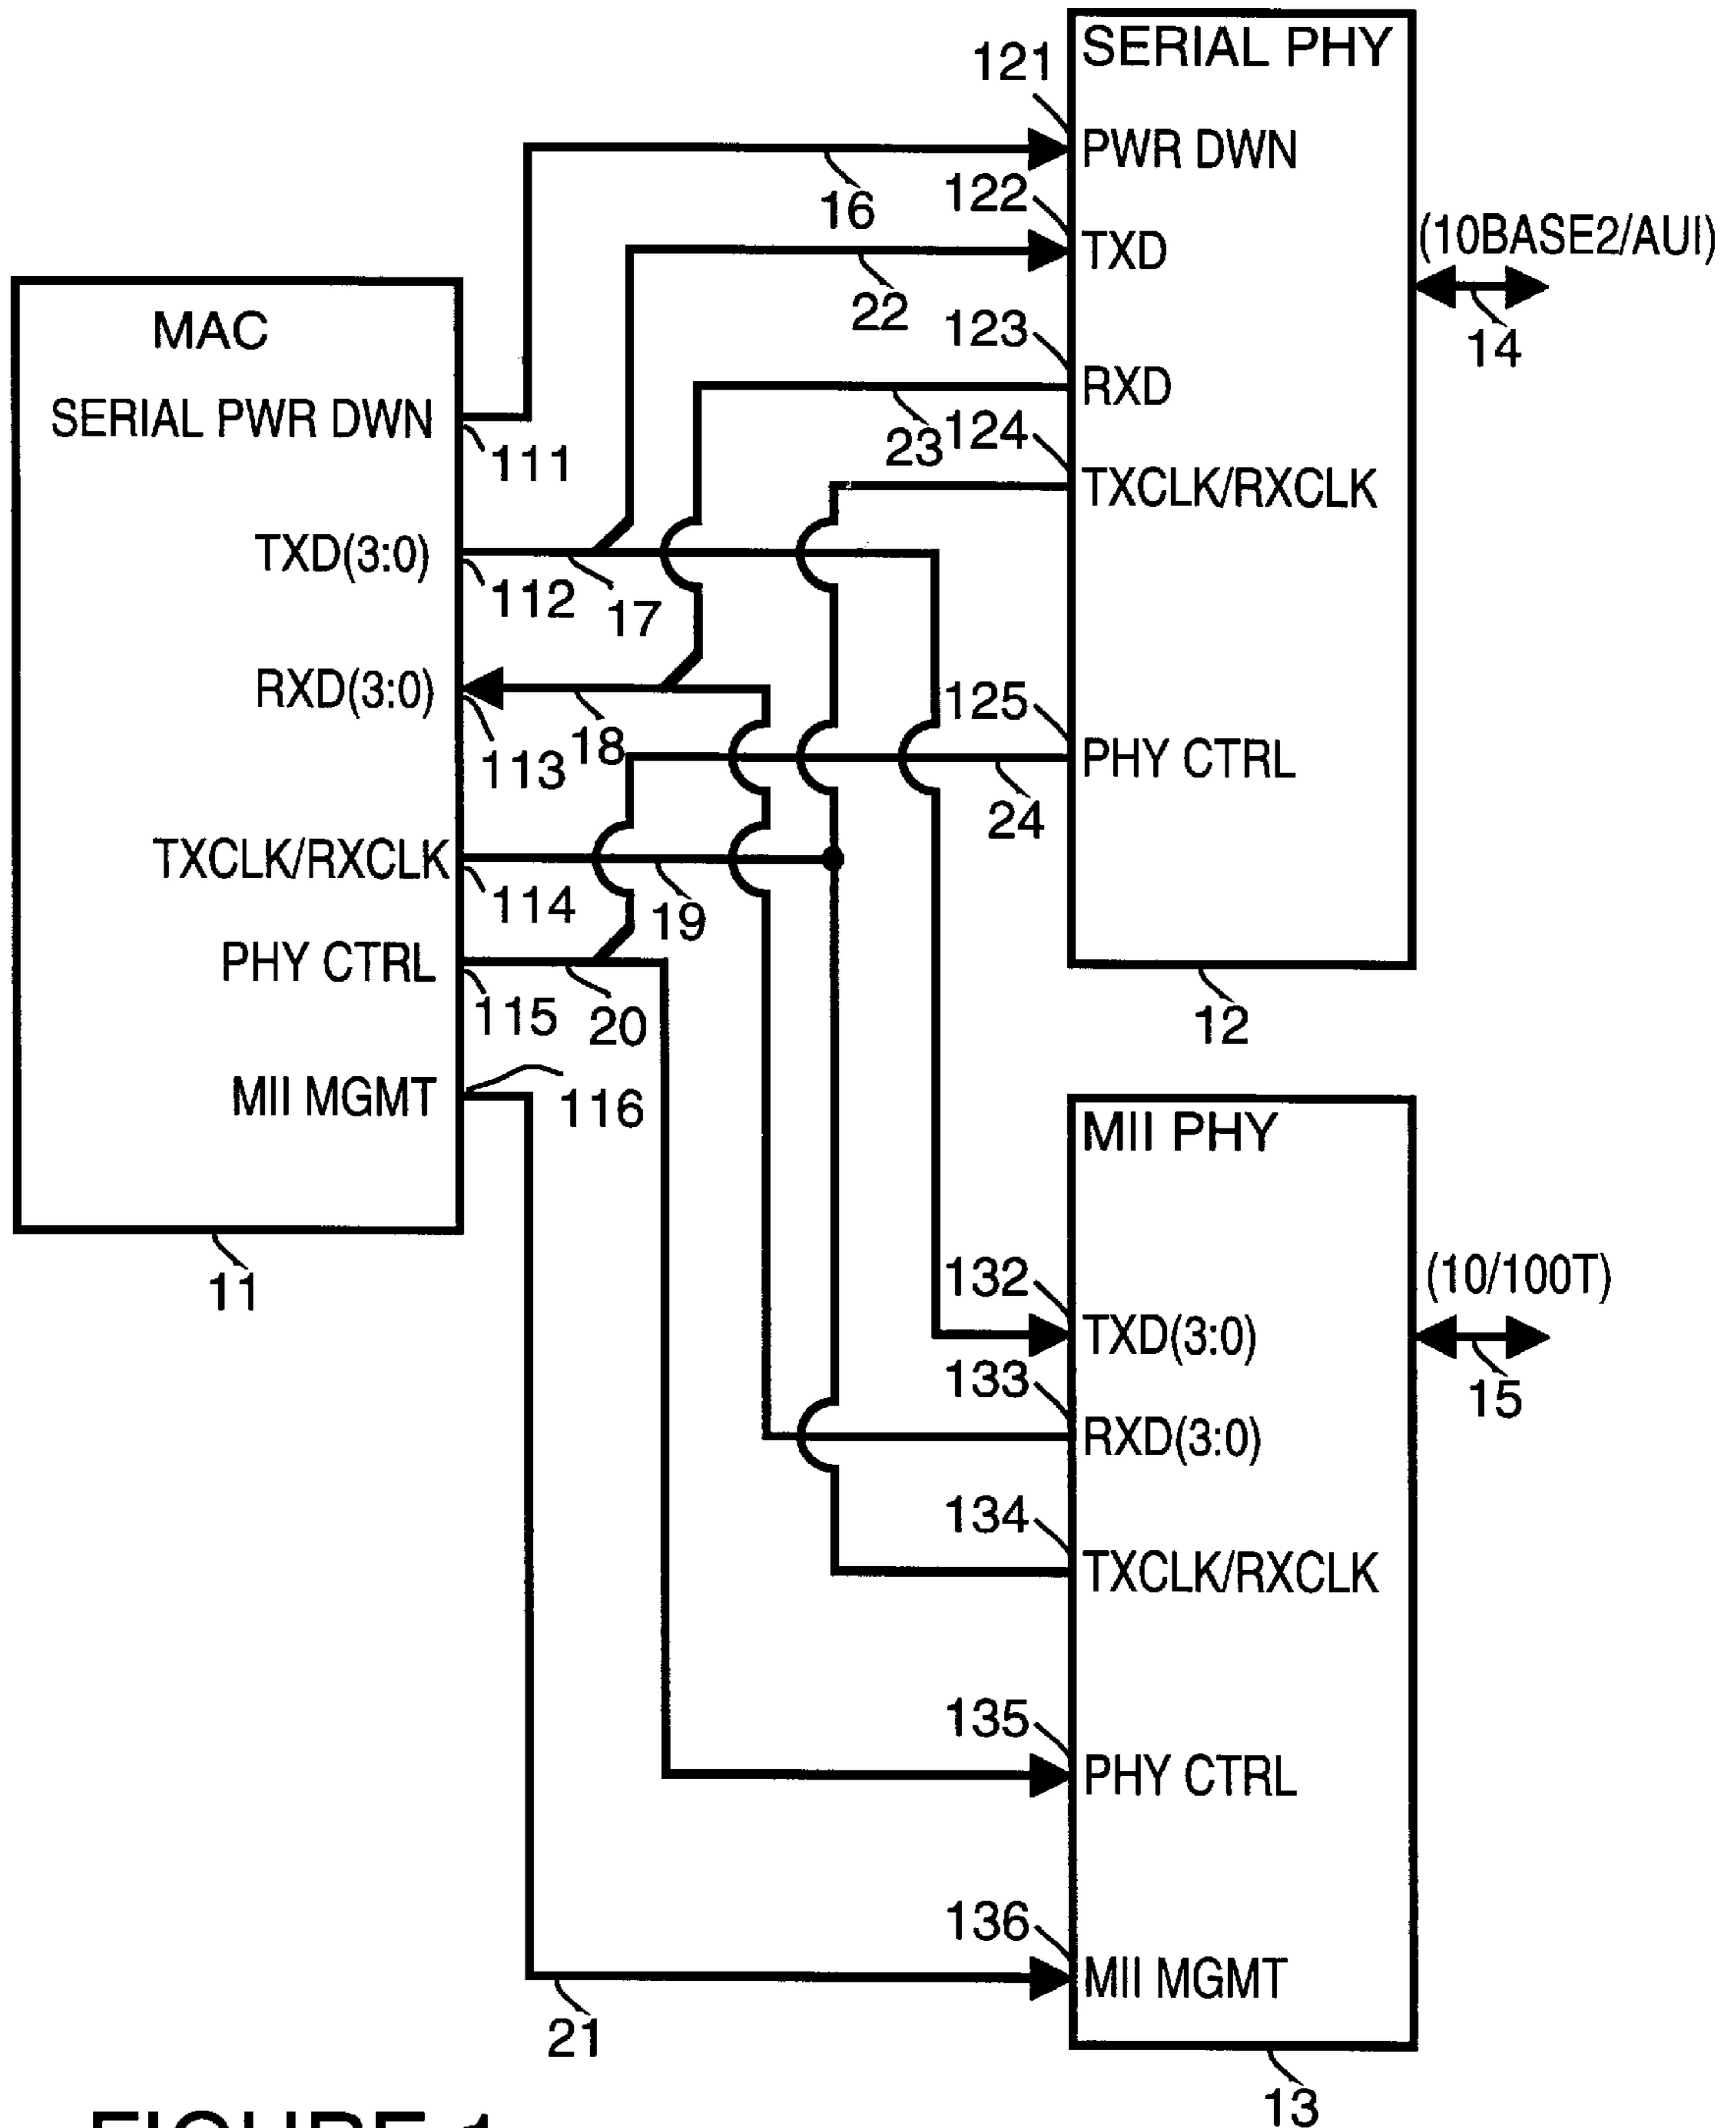 SERIAL PHY
121
PWR DWN
16
122
TXD
22
(10BASE2/AUI)
14
123
RXD
23
124
TXCLK/RXCLK
125
PHY CTRL
24
12
MAC
SERIAL PWR DWN
111
TXD(3:0)
112
17
RXD(3:0)
113
18
TXCLK/RXCLK
114
19
PHY CTRL
115
20
MII MGMT
116
11
MII PHY
132
TXD(3:0)
(10/100T)
15
133
RXD(3:0)
134
TXCLK/RXCLK
135
PHY CTRL
136
MII MGMT
21
13
FIGURE 1